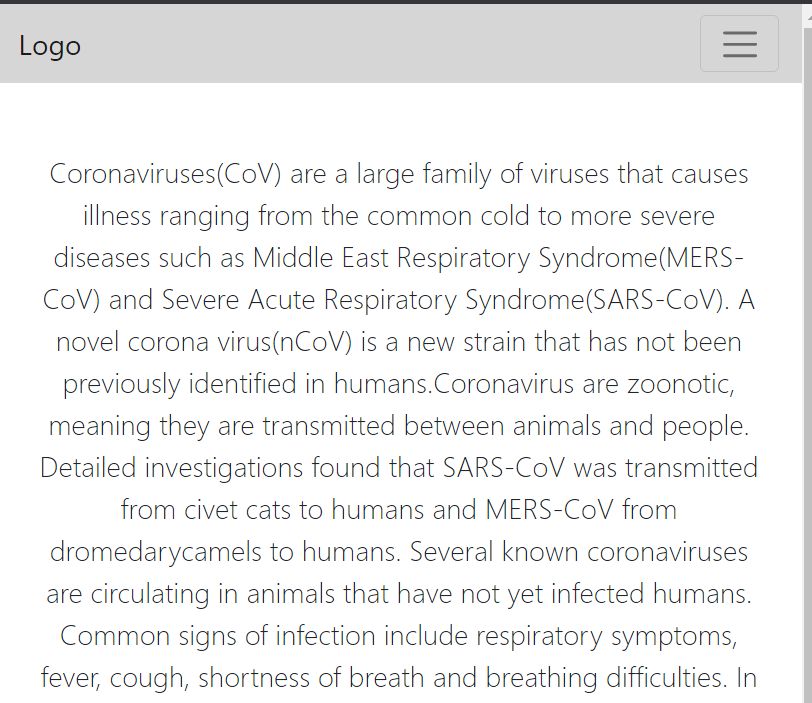 Logo
Coronaviruses(CoV) are a large family of viruses that causes
illness ranging from the common cold to more severe
diseases such as Middle East Respiratory Syndrome(MERS-
CoV) and Severe Acute Respiratory Syndrome(SARS-CoV). A
novel corona virus(nCoV) is a new strain that has not been
previously identified in humans.Coronavirus are zoonotic,
meaning they are transmitted between animals and people.
Detailed investigations found that SARS-CoV was transmitted
from civet cats to humans and MERS-CoV from
dromedarycamels to humans. Several known coronaviruses
are circulating in animals that have not yet infected humans.
Common signs of infection include respiratory symptoms,
fever, cough, shortness of breath and breathing difficulties. In